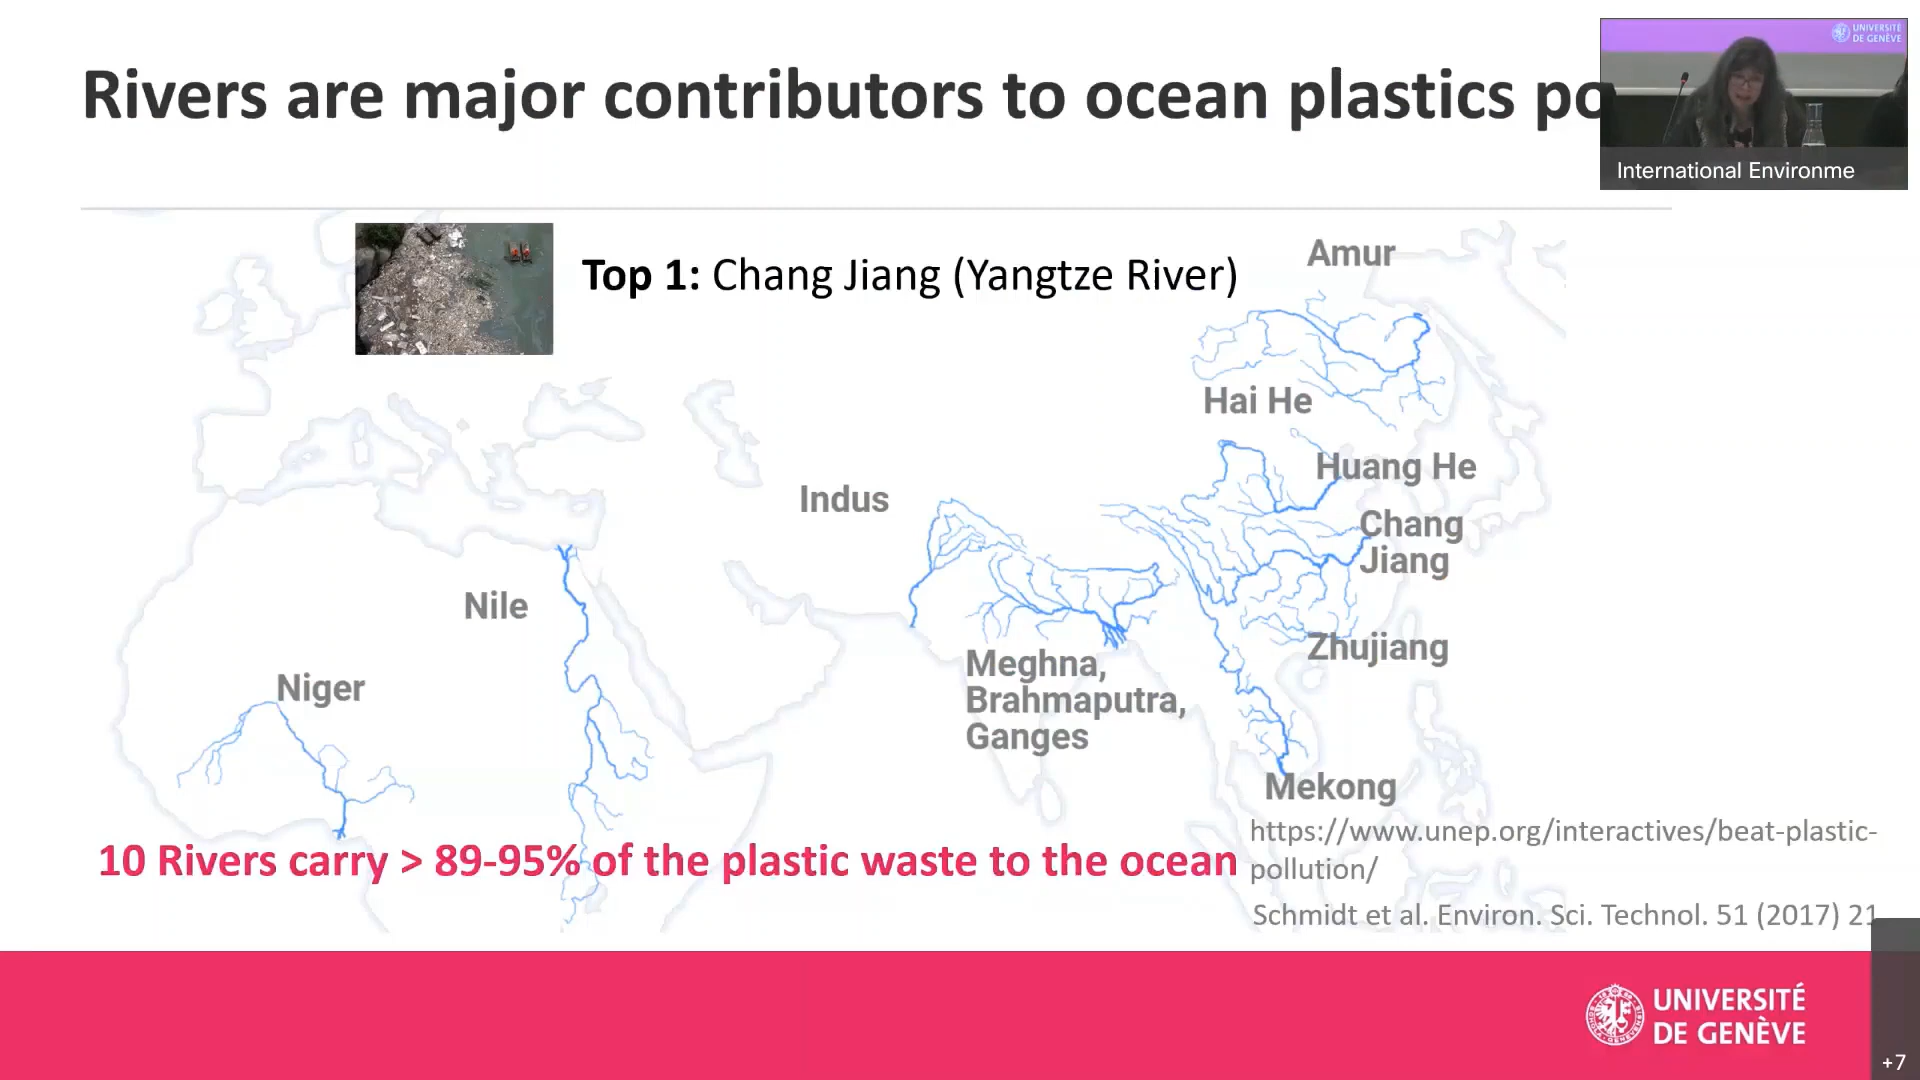 Rivers are major contributors to ocean plastics po
UNIVERSITÉ
DE GENÈVE
International Environme
Top 1: Chang Jiang (Yangtze River)
Amur
Hai He
Huang He
Indus
Chang
Jiang
Nile
Zhujiang
Meghna,
Brahmaputra,
Ganges
Niger
Mekong
10 Rivers carry > 89-95% of the plastic waste to the ocean
https://www.unep.org/interactives/beat-plastic-
pollution/
Schmidt et al. Environ. Sci. Technol. 51 (2017) 21
UNIVERSITÉ
DE GENÈVE
+7